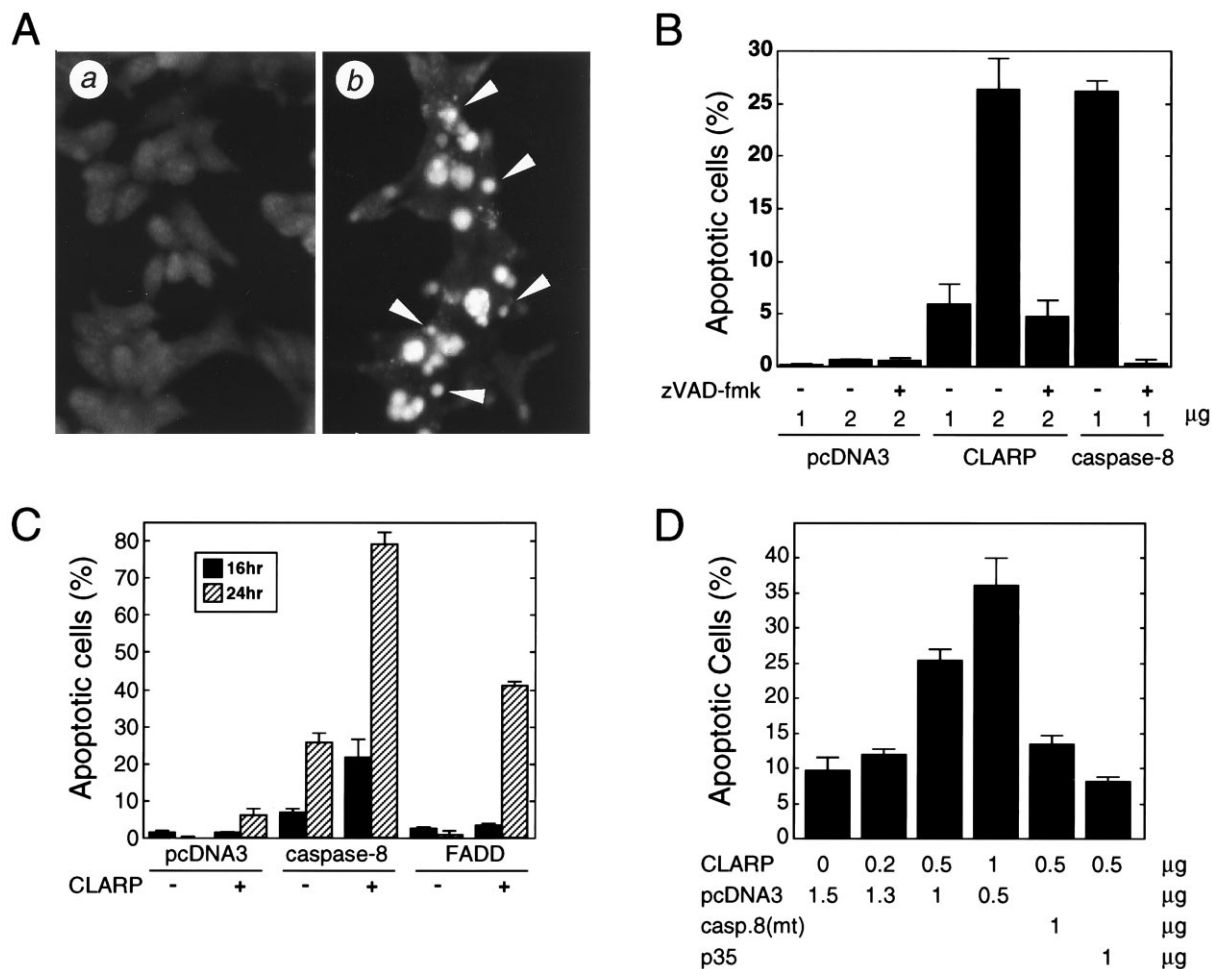 A
a
b
B
Apoptotic cells (%)
30
25
20
15
10
5
0
zVAD-fmk - - + - - + - +
1 2 2 1 2 2 1 1 µg
pcDNA3 CLARP caspase-8
C
Apoptotic cells (%)
80
70
60
50
40
30
20
10
0
16hr
24hr
pcDNA3 caspase-8 FADD
CLARP - + - + - +
D
Apoptotic Cells (%)
40
35
30
25
20
15
10
5
0
CLARP 0 0.2 0.5 1 0.5 0.5 µg
pcDNA3 1.5 1.3 1 0.5 µg
casp.8(mt) 1 µg
p35 1 µg